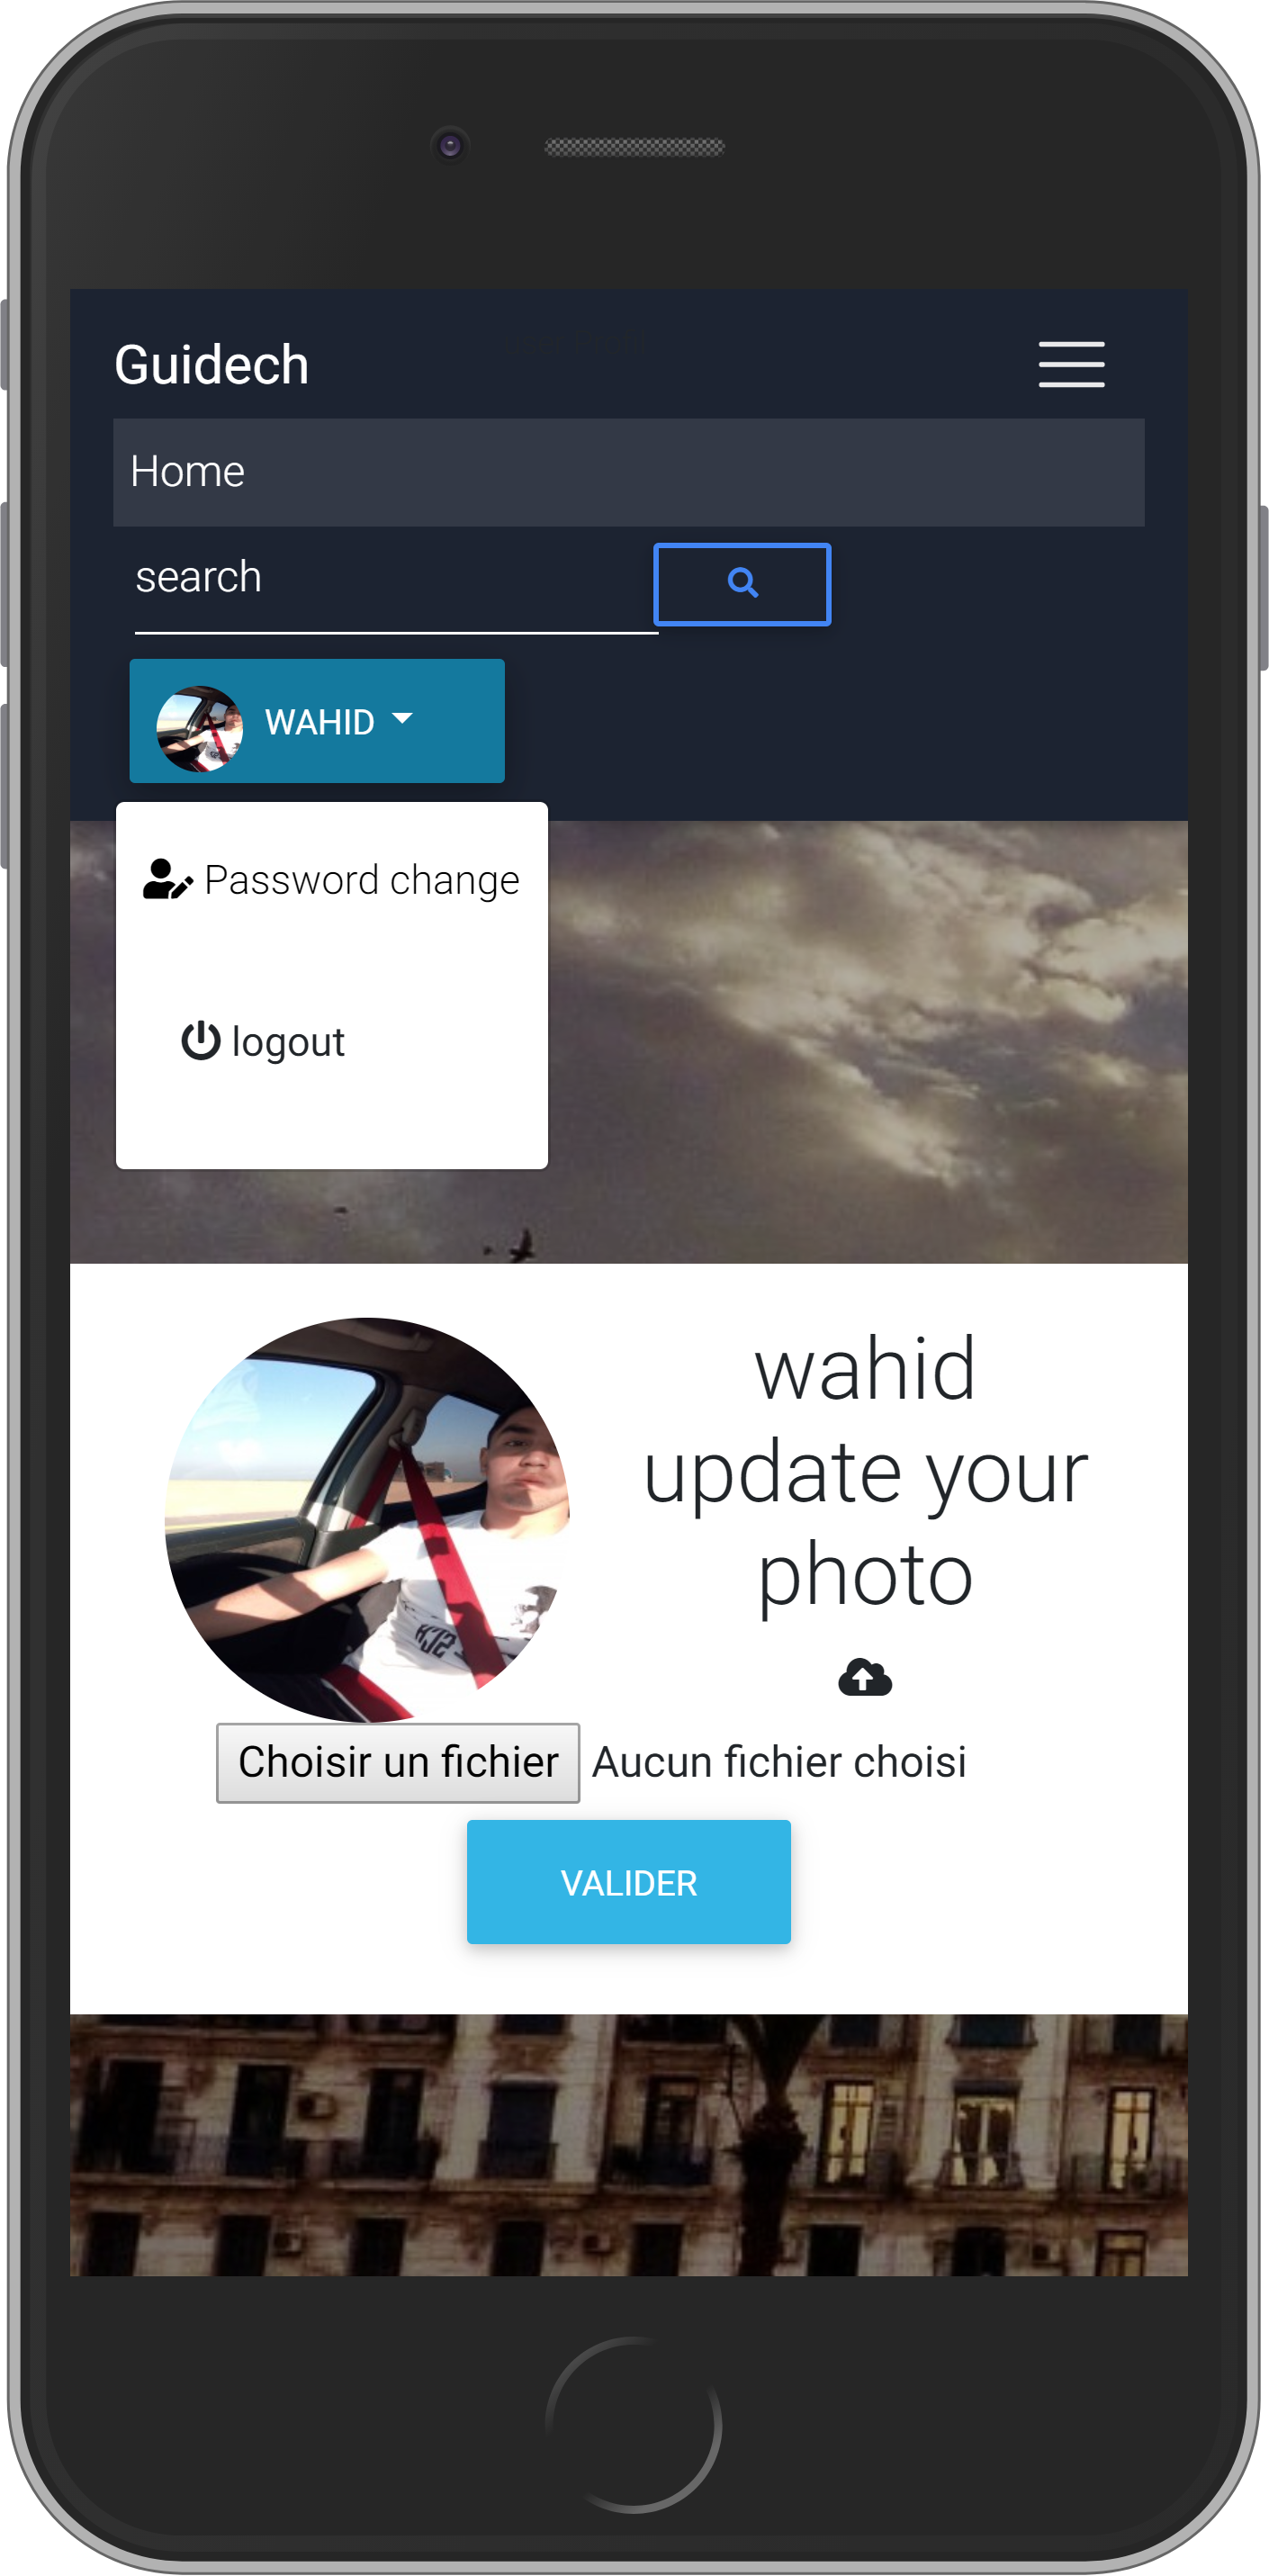 Guidech
Home
search
WAHID
Password change
logout
wahid
update your
photo
Choisir un fichier Aucun fichier choisi
VALIDER